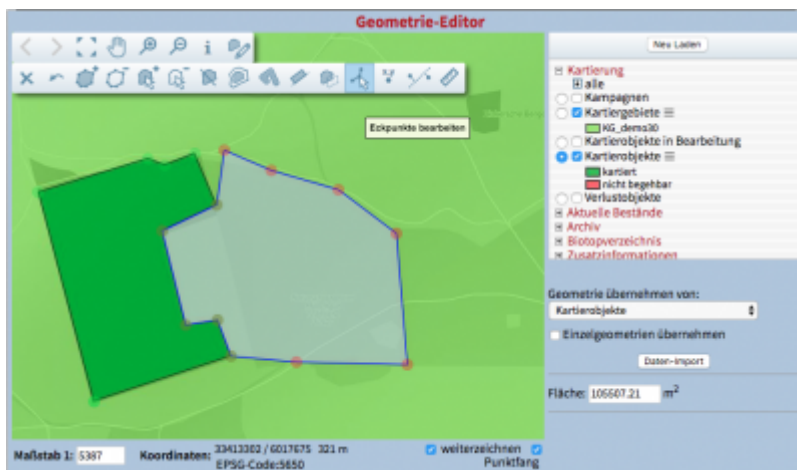 Geometrie-Editor
Neu Laden
Kartierung
alle
Kampagnen
Kartiergebiete
KG_demo30
Kartierobjekte in Bearbeitung
Kartierobjekte
kartiert
nicht begehbar
Verlustobjekte
Aktuelle Bestände
Archiv
Biotopverzeichnis
Zusatzinformationen
Eckpunkte bearbeiten
Geometrie übernehmen von:
Kartierobjekte
Einzelgeometrien übernehmen
Daten-Import
Fläche: 105507.21 m²
Maßstab 1: 5387 Koordinaten: 33413302 / 6017675 321 m
EPSG-Code:5650
weiterzeichnen
Punktfang